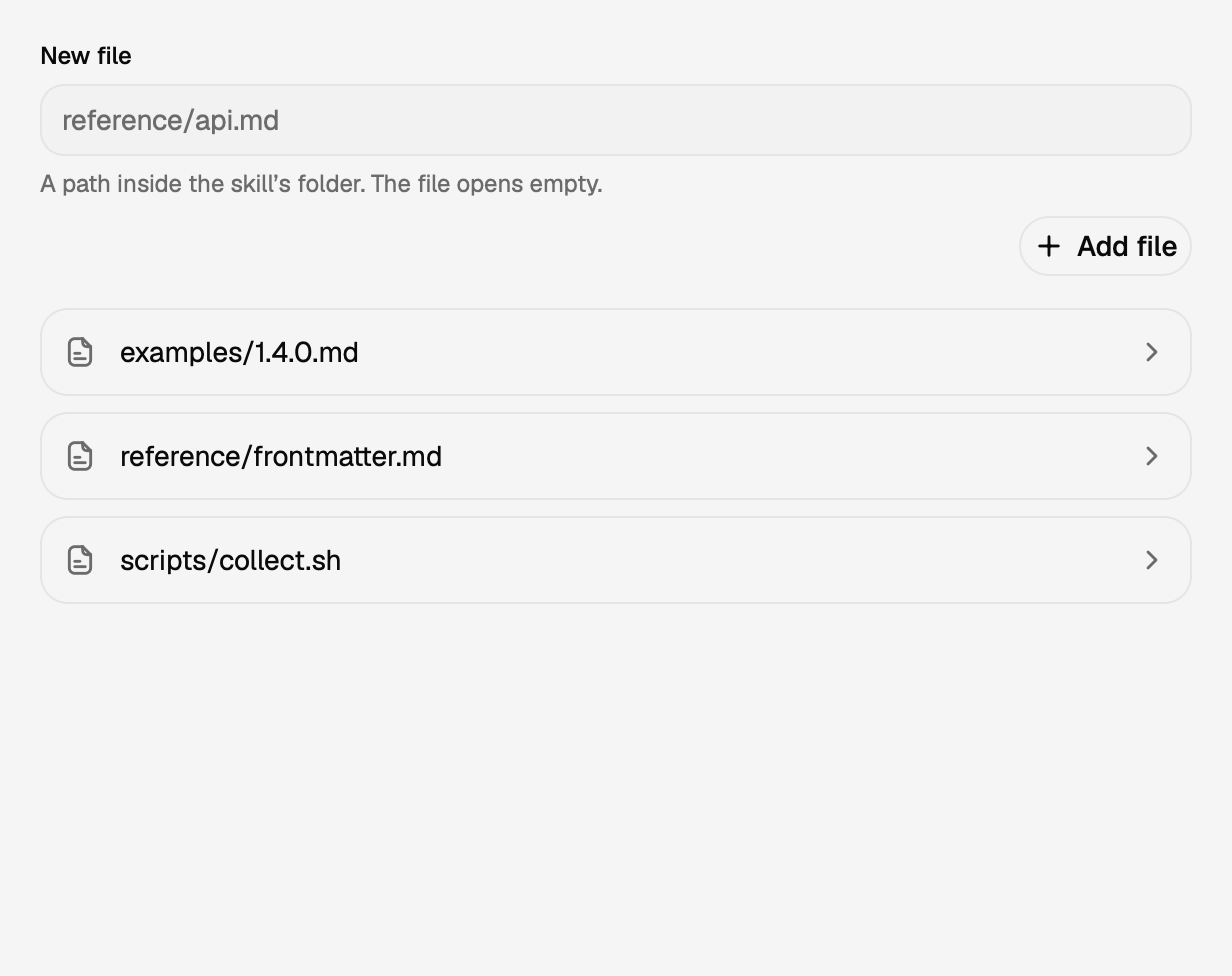 New file
reference/api.md
A path inside the skill’s folder. The file opens empty.
Add file
examples/1.4.0.md
reference/frontmatter.md
scripts/collect.sh